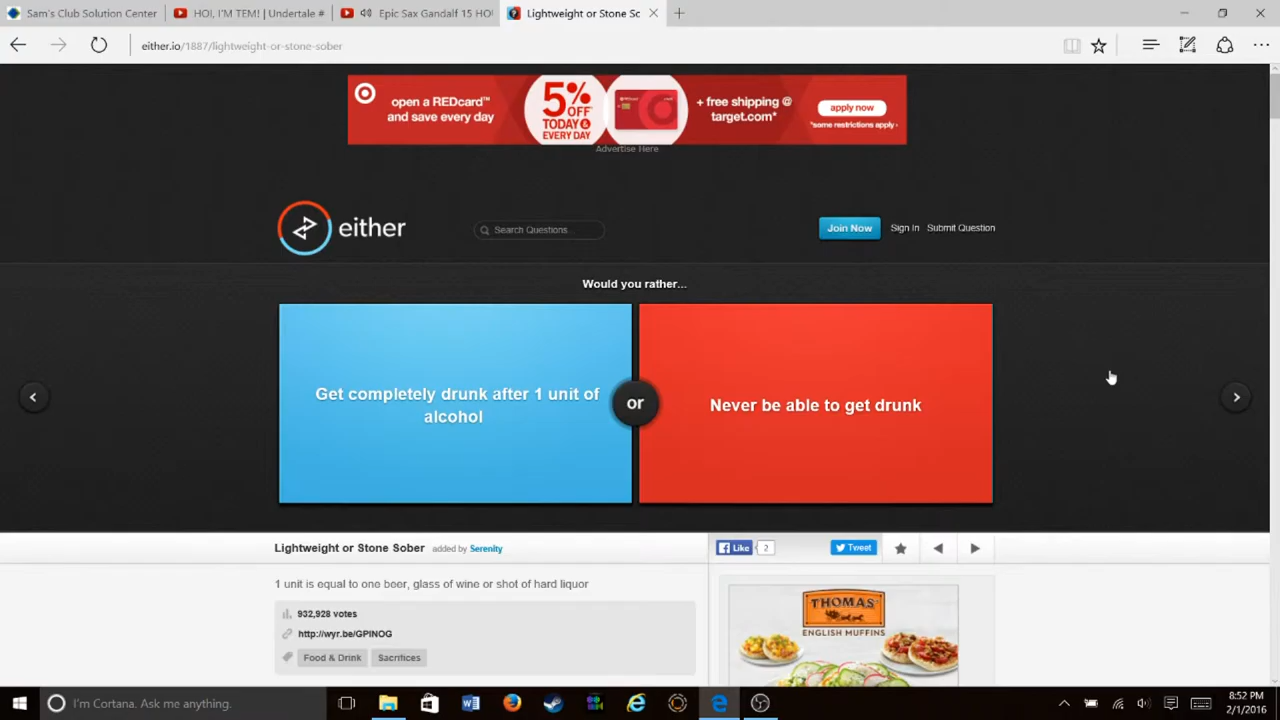 Sam's Club Solution Center
HOI, I'M TEM! | Undertale #
Epic Sax Gandalf 15 HOI
Lightweight or Stone So
either.io/1887/lightweight-or-stone-sober
open a REDcard™
and save every day
5%
OFF
TODAY &
EVERY DAY
+ free shipping @
target.com*
apply now
*some restrictions apply ›
Advertise Here
either
Search Questions..
Join Now
Sign In
Submit Question
Would you rather...
Get completely drunk after 1 unit of
alcohol
or
Never be able to get drunk
Lightweight or Stone Sober added by Serenity
Like 2
Tweet
1 unit is equal to one beer, glass of wine or shot of hard liquor
932,928 votes
http://wyr.be/GPINOG
Food & Drink
Sacrifices
THOMAS'
ENGLISH MUFFINS
I'm Cortana. Ask me anything.
8:52 PM
2/1/2016